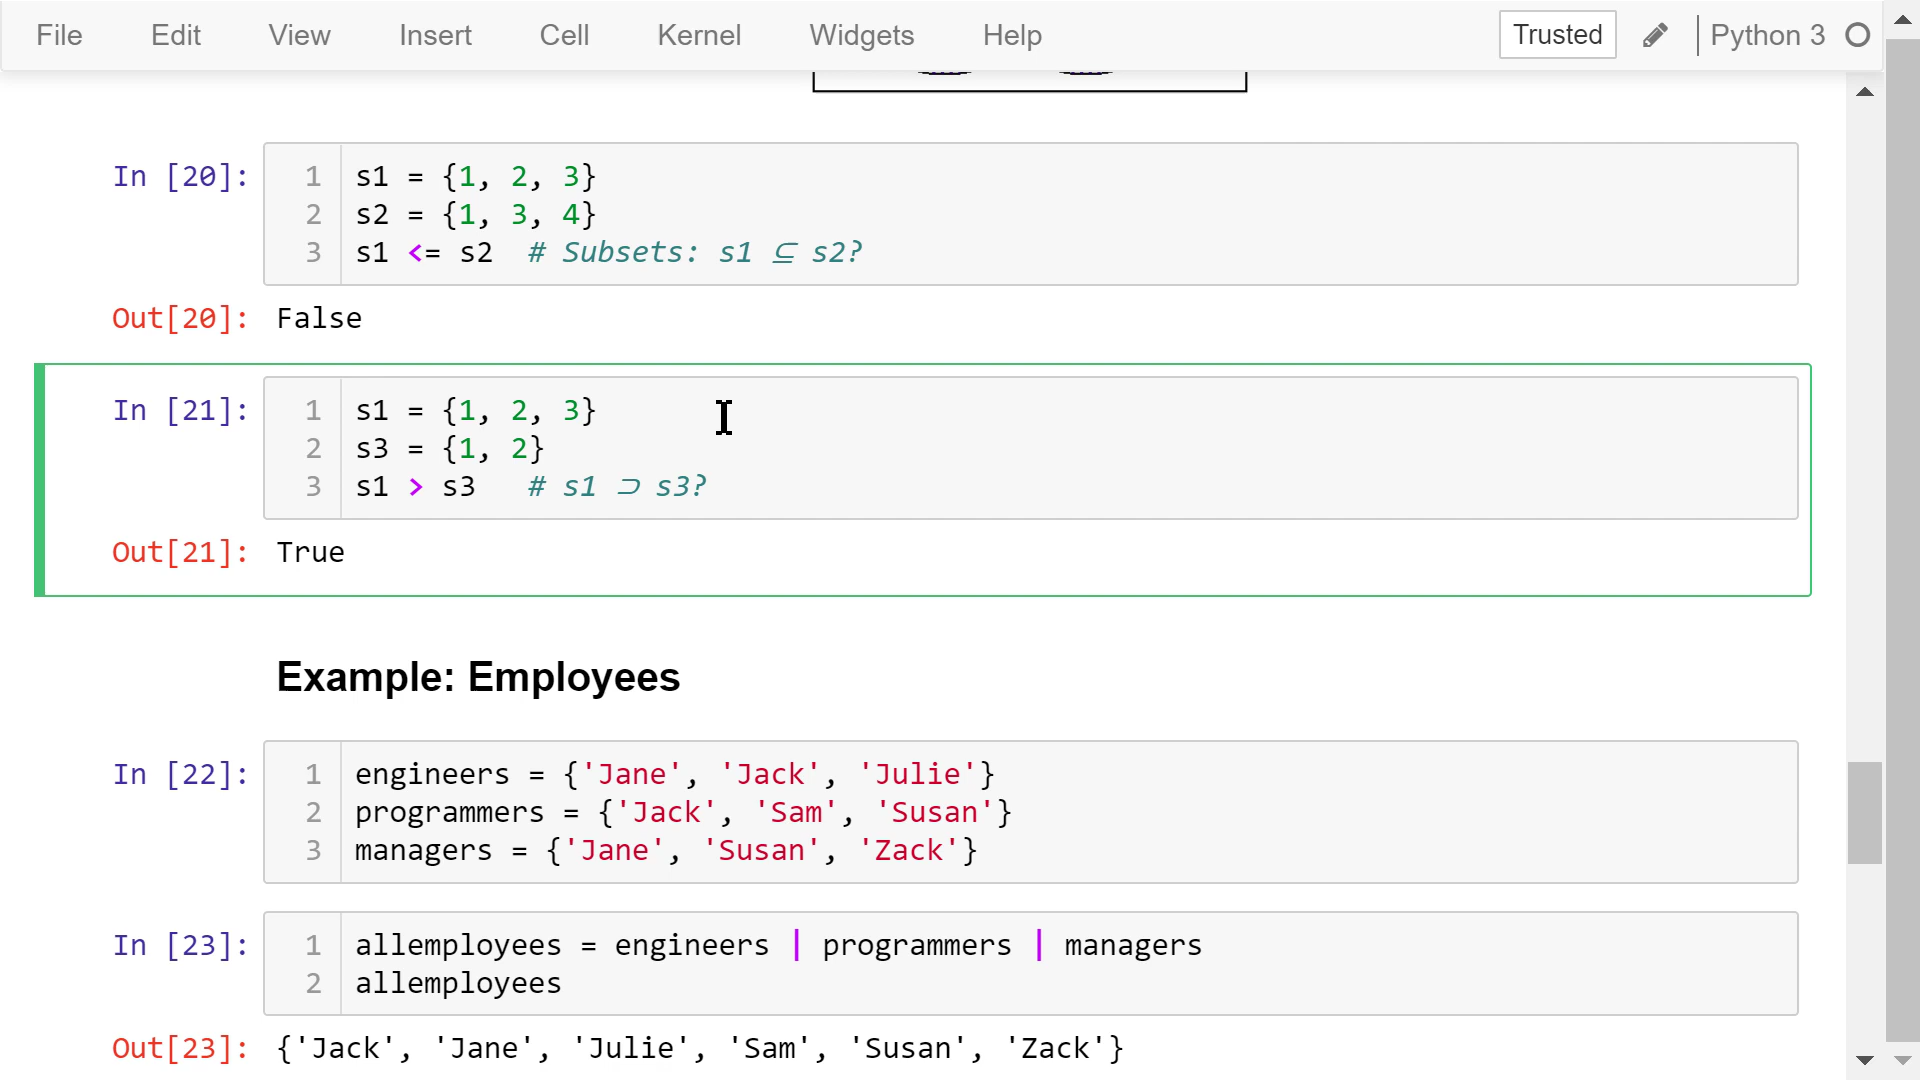 File Edit View Insert Cell Kernel Widgets Help Trusted Python 3
In [20]: 1 s1 = {1, 2, 3}
2 s2 = {1, 3, 4}
3 s1 <= s2 # Subsets: s1 ⊆ s2?
Out[20]: False
In [21]: 1 s1 = {1, 2, 3}
2 s3 = {1, 2}
3 s1 > s3 # s1 ⊃ s3?
Out[21]: True
Example: Employees
In [22]: 1 engineers = {'Jane', 'Jack', 'Julie'}
2 programmers = {'Jack', 'Sam', 'Susan'}
3 managers = {'Jane', 'Susan', 'Zack'}
In [23]: 1 allemployees = engineers | programmers | managers
2 allemployees
Out[23]: {'Jack', 'Jane', 'Julie', 'Sam', 'Susan', 'Zack'}